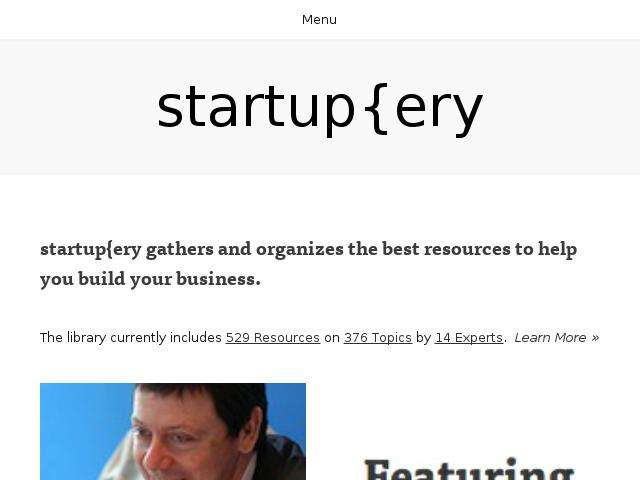 Menu
startup{ery
startup{ery gathers and organizes the best resources to help
you build your business.
The library currently includes 529 Resources on 376 Topics by 14 Experts. Learn More »
Featuring